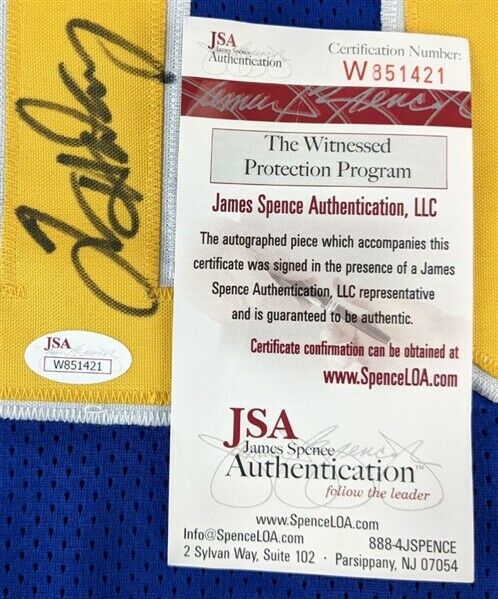 JSA
James Spence
Authentication
Certification Number:
W851421
The Witnessed
Protection Program
James Spence Authentication, LLC
The autographed piece which accompanies this
certificate was signed in the presence of a James
Spence Authentication, LLC representative
and is guaranteed to be authentic.
Certificate confirmation can be obtained at
www.SpenceLOA.com
JSA
James Spence
Authentication™
follow the leader
www.SpenceLOA.com
Info@SpenceLOA.com
888-4JSPENCE
2 Sylvan Way, Suite 102 · Parsippany, NJ 07054
JSA
W851421